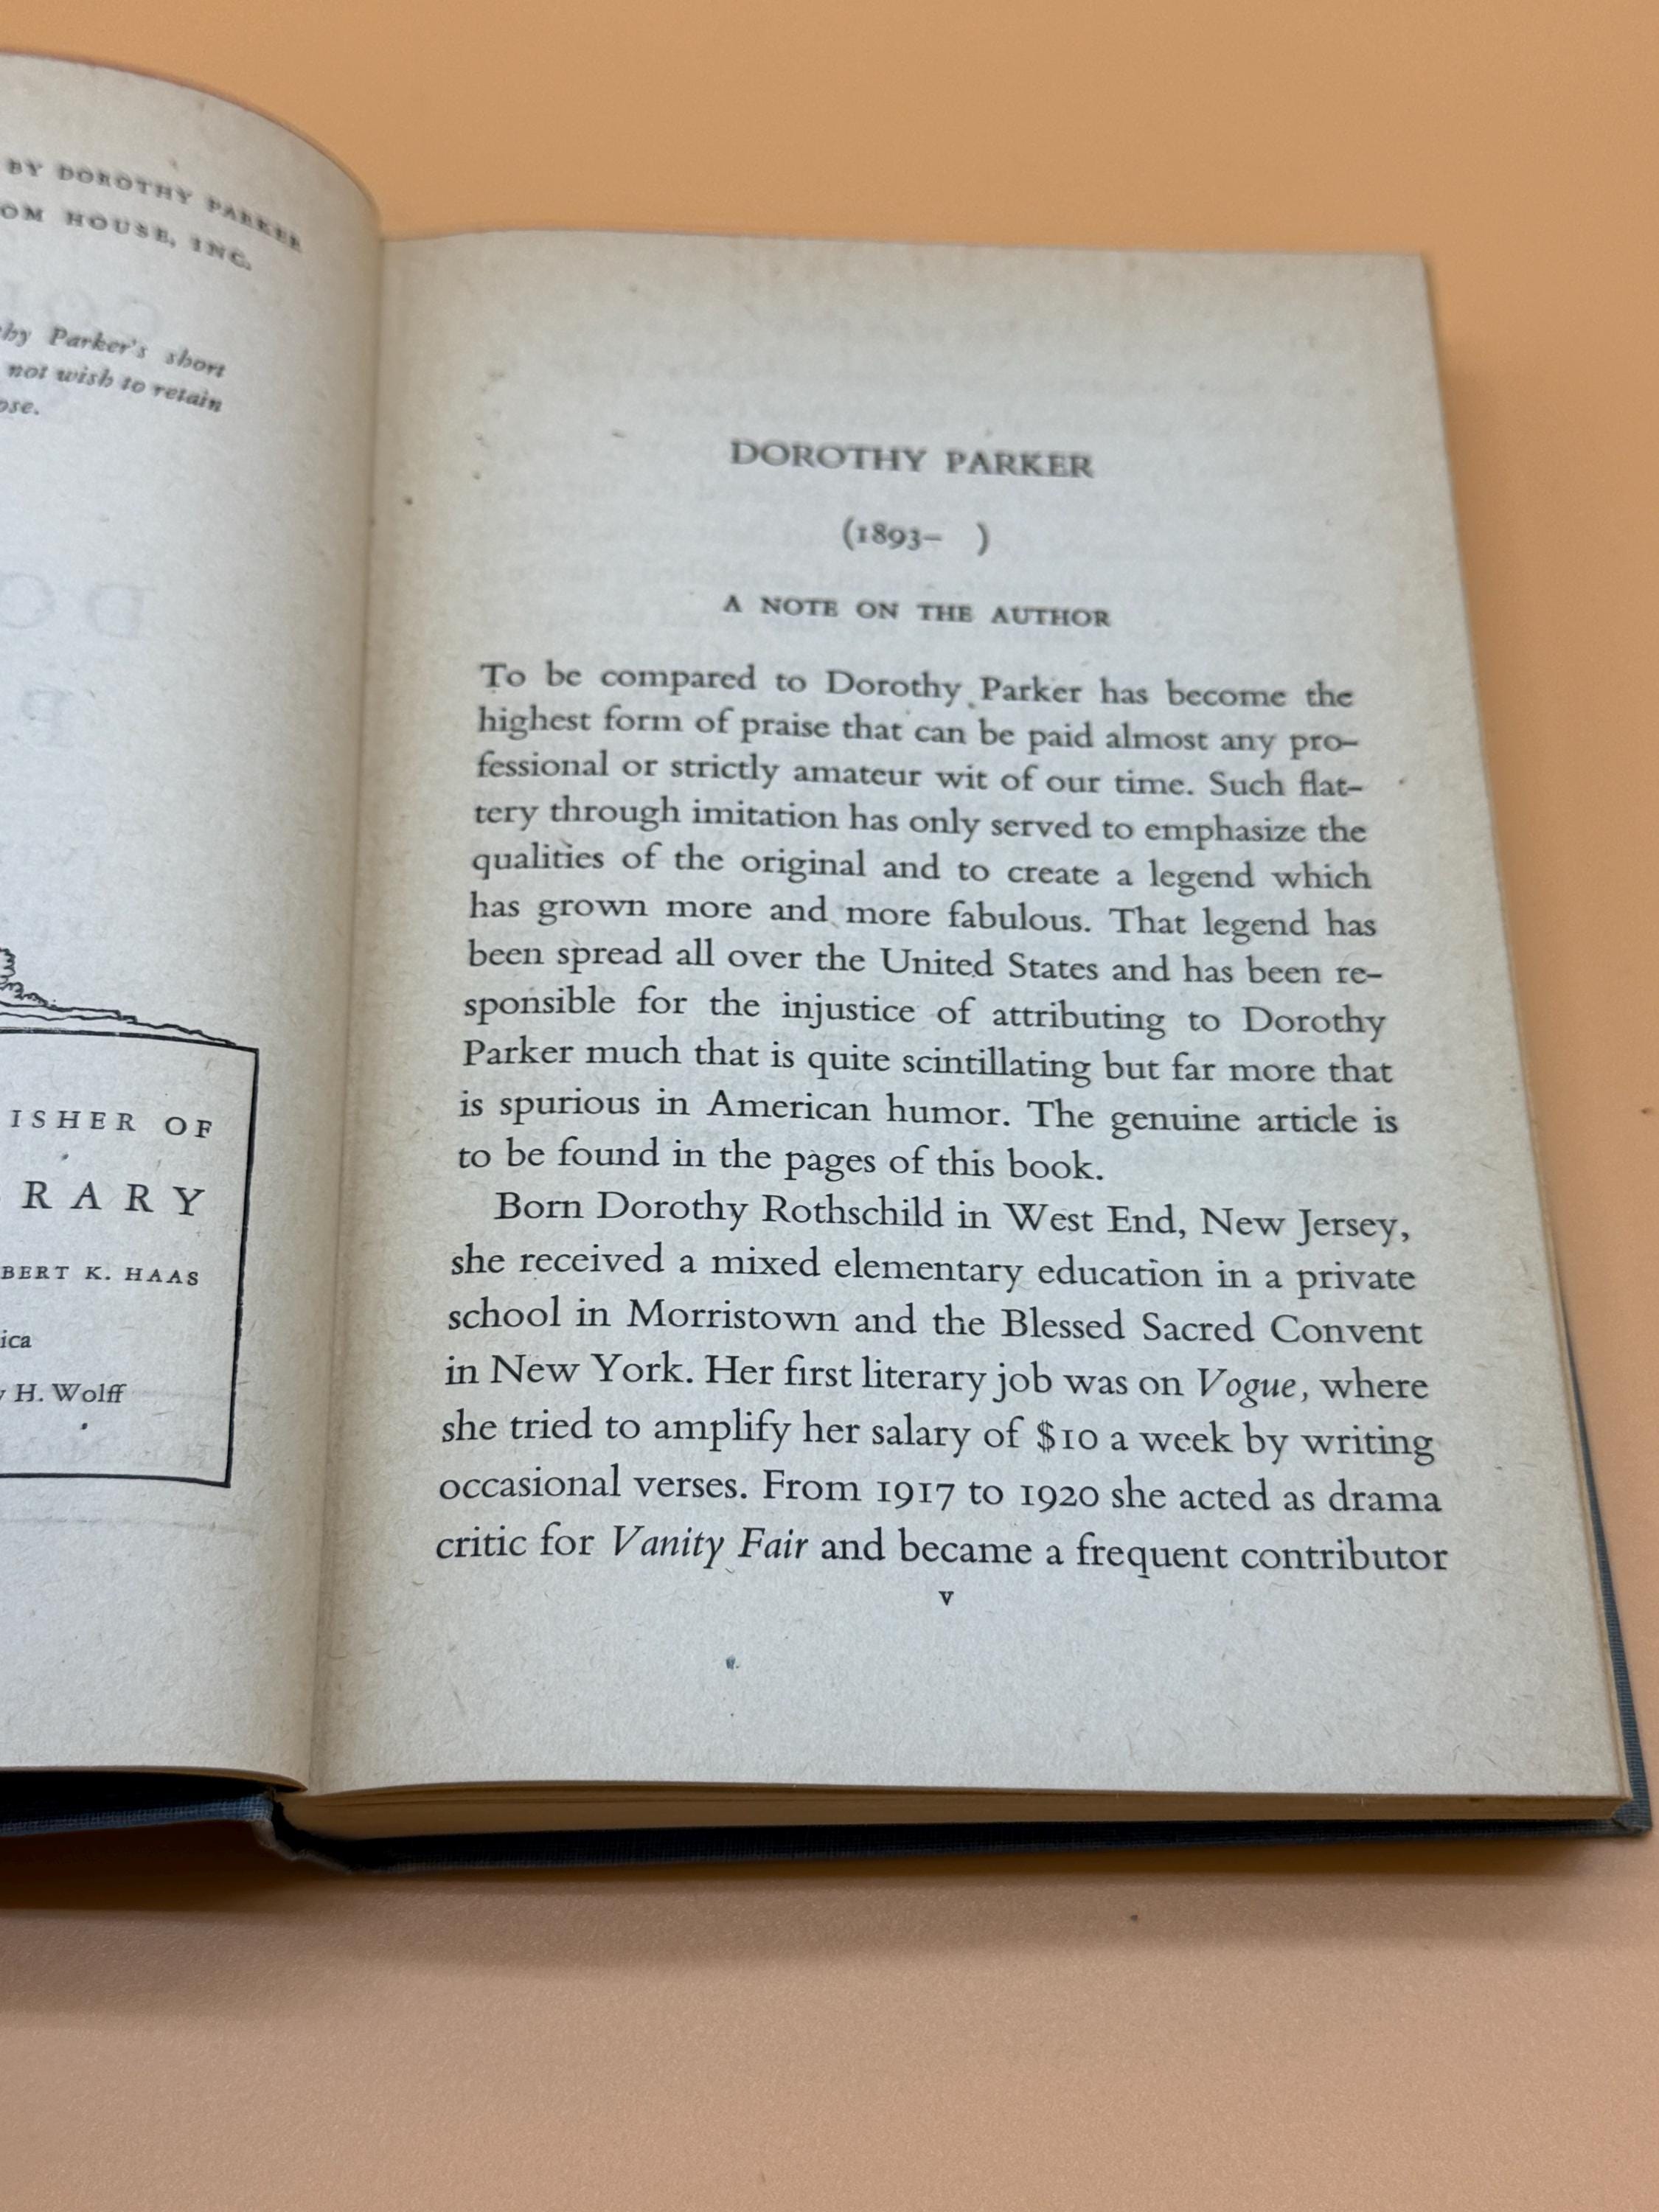 BY DOROTHY PARKER
OM HOUSE, INC.
Parker's short
not wish to retain
ISHER OF
RARY
BERT K. HAAS
ica
H. Wolff
DOROTHY PARKER
(1893– )
A NOTE ON THE AUTHOR
To be compared to Dorothy Parker has become the
highest form of praise that can be paid almost any pro-
fessional or strictly amateur wit of our time. Such flat-
tery through imitation has only served to emphasize the
qualities of the original and to create a legend which
has grown more and more fabulous. That legend has
been spread all over the United States and has been re-
sponsible for the injustice of attributing to Dorothy
Parker much that is quite scintillating but far more that
is spurious in American humor. The genuine article is
to be found in the pages of this book.
Born Dorothy Rothschild in West End, New Jersey,
she received a mixed elementary education in a private
school in Morristown and the Blessed Sacred Convent
in New York. Her first literary job was on Vogue, where
she tried to amplify her salary of $10 a week by writing
occasional verses. From 1917 to 1920 she acted as drama
critic for Vanity Fair and became a frequent contributor
v